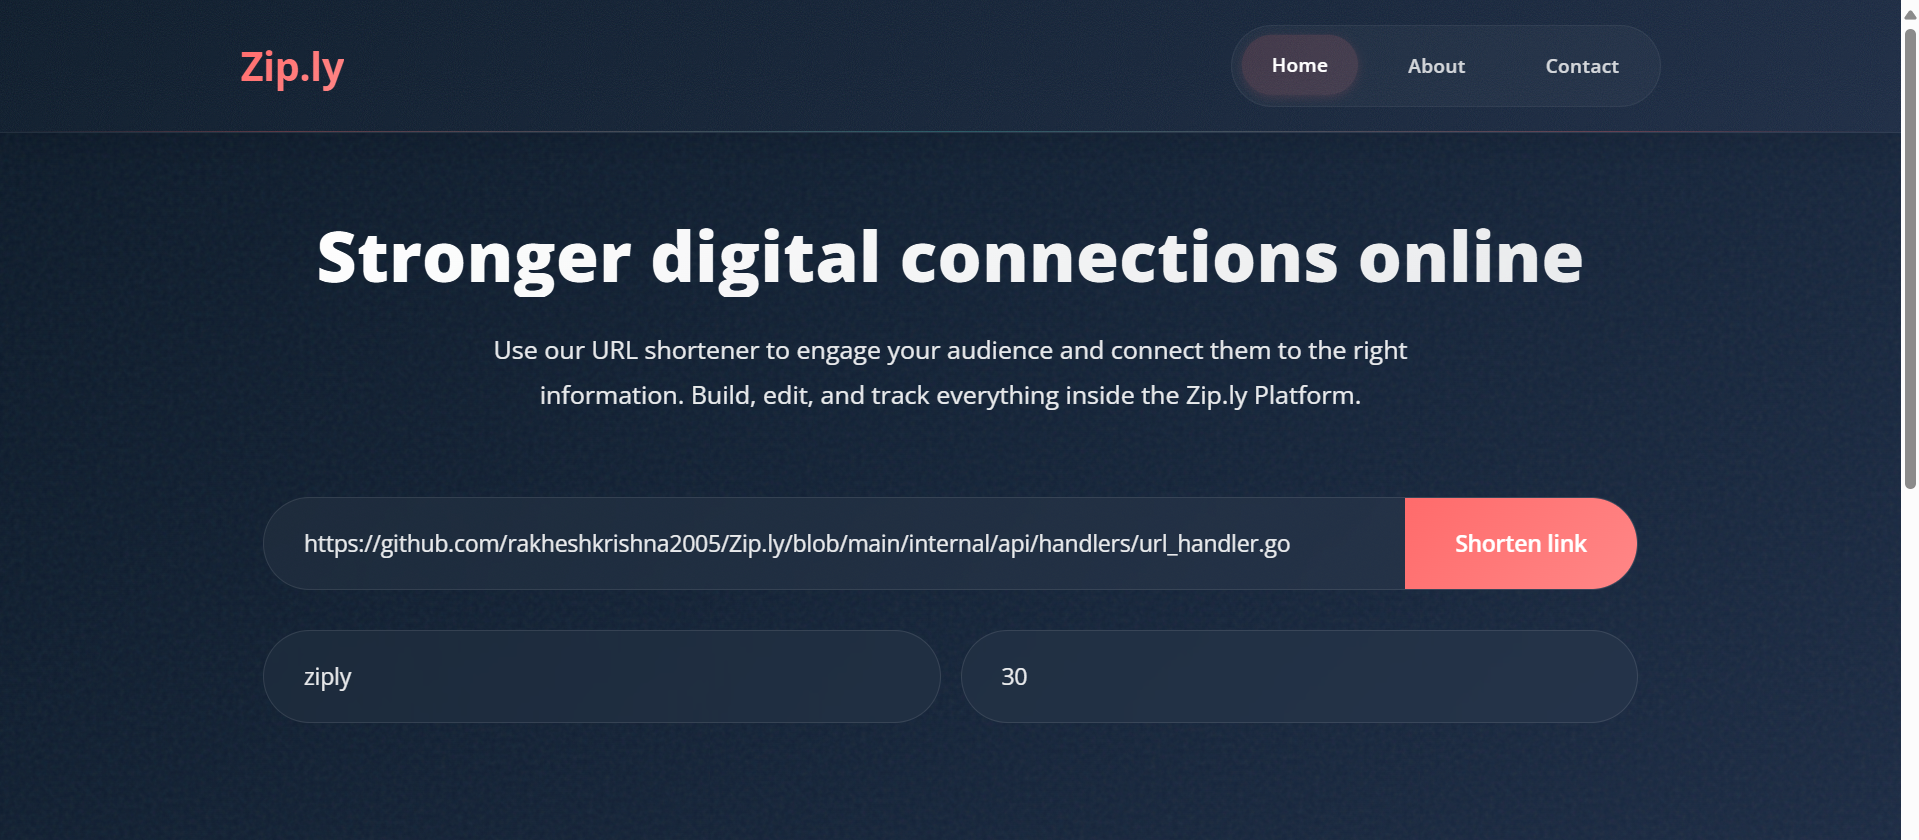 Zip.ly
Home
About
Contact
Stronger digital connections online
Use our URL shortener to engage your audience and connect them to the right
information. Build, edit, and track everything inside the Zip.ly Platform.
https://github.com/rakheshkrishna2005/Zip.ly/blob/main/internal/api/handlers/url_handler.go
Shorten link
ziply
30